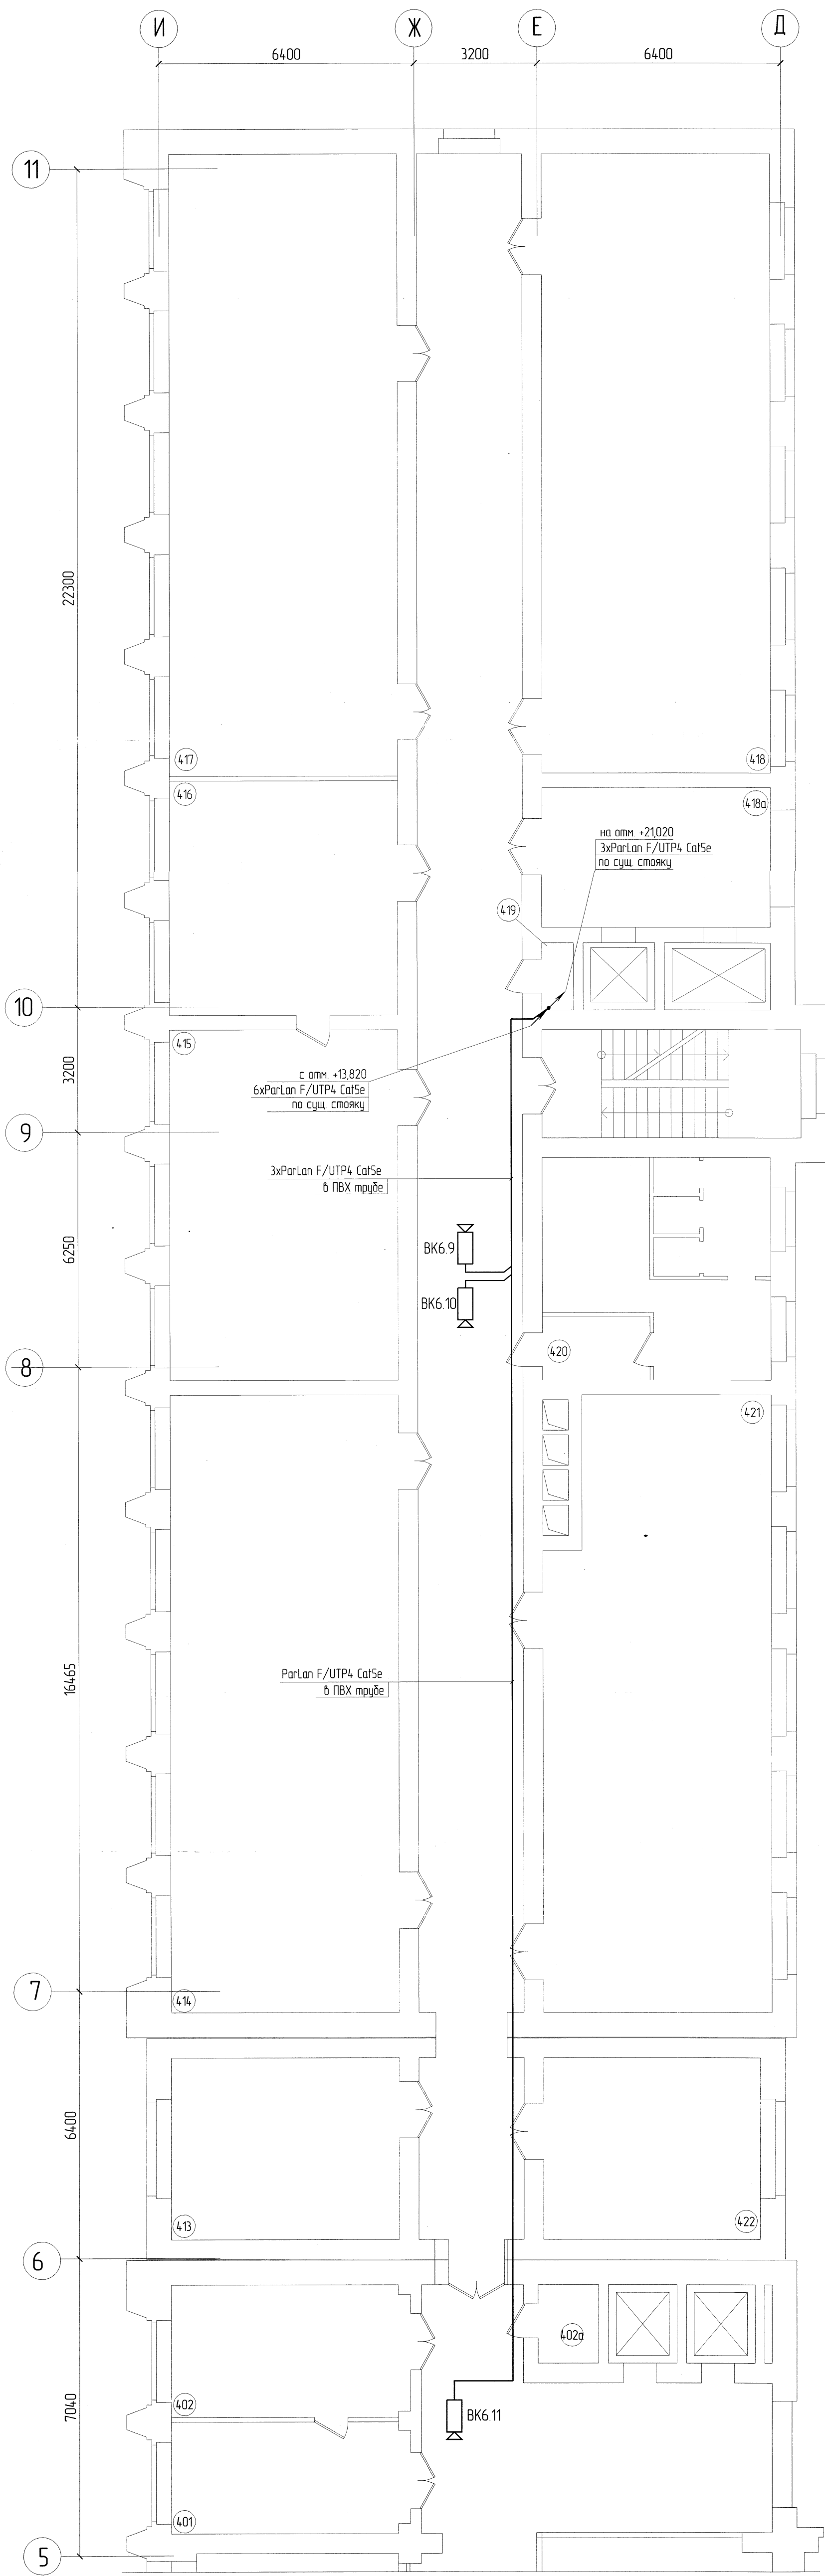 И
Ж
Е
Д
6400
3200
6400
11
22300
417
418
416
418а
на отм. +21,020
3xParLan F/UTP4 Cat5e
по сущ. стояку
419
10
415
3200
с отм. +13,820
6xParLan F/UTP4 Cat5e
по сущ. стояку
9
3xParLan F/UTP4 Cat5e
в ПВХ трубе
6250
ВК6.9
ВК6.10
420
8
421
16465
ParLan F/UTP4 Cat5e
в ПВХ трубе
7
414
6400
413
422
6
402а
402
7040
ВК6.11
401
5